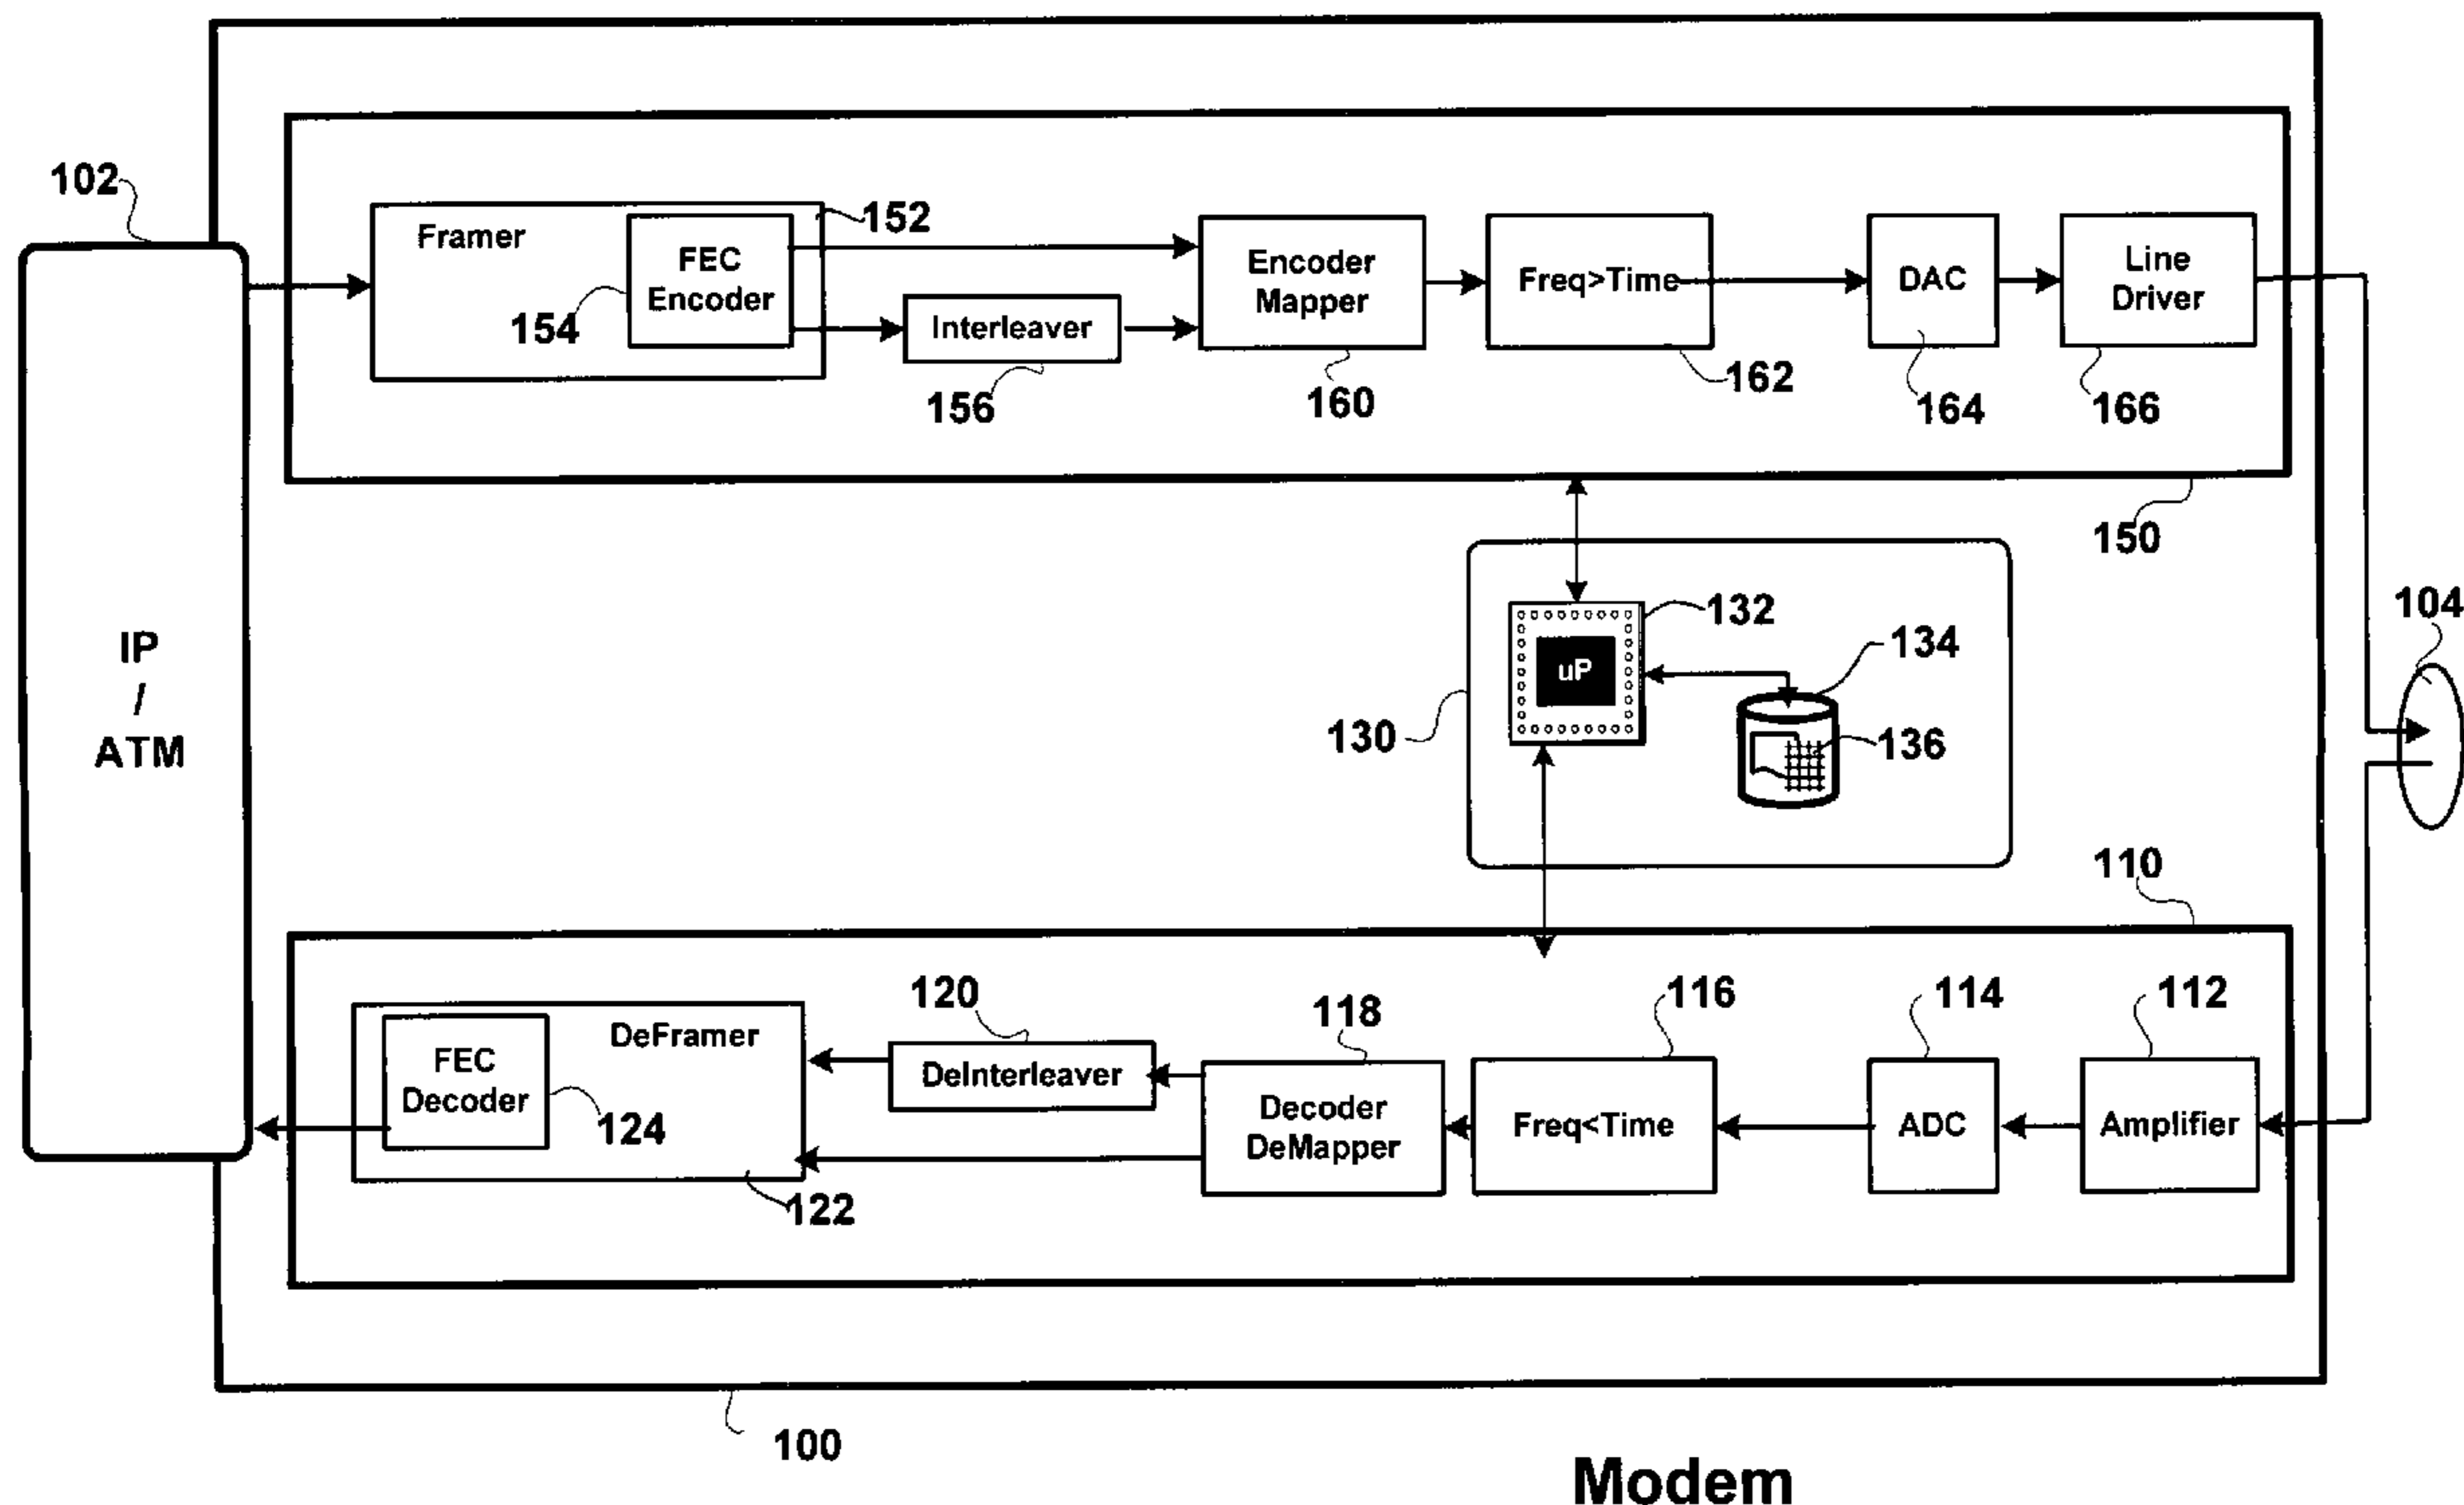 102
152
Framer
FEC
Encoder
154
Interleaver
156
Encoder
Mapper
160
Freq>Time
162
DAC
164
Line
Driver
166
150
IP
/
ATM
132
uP
134
136
130
104
110
120
118
116
114
112
DeFramer
FEC
Decoder
124
122
DeInterleaver
Decoder
DeMapper
Freq<Time
ADC
Amplifier
100
Modem